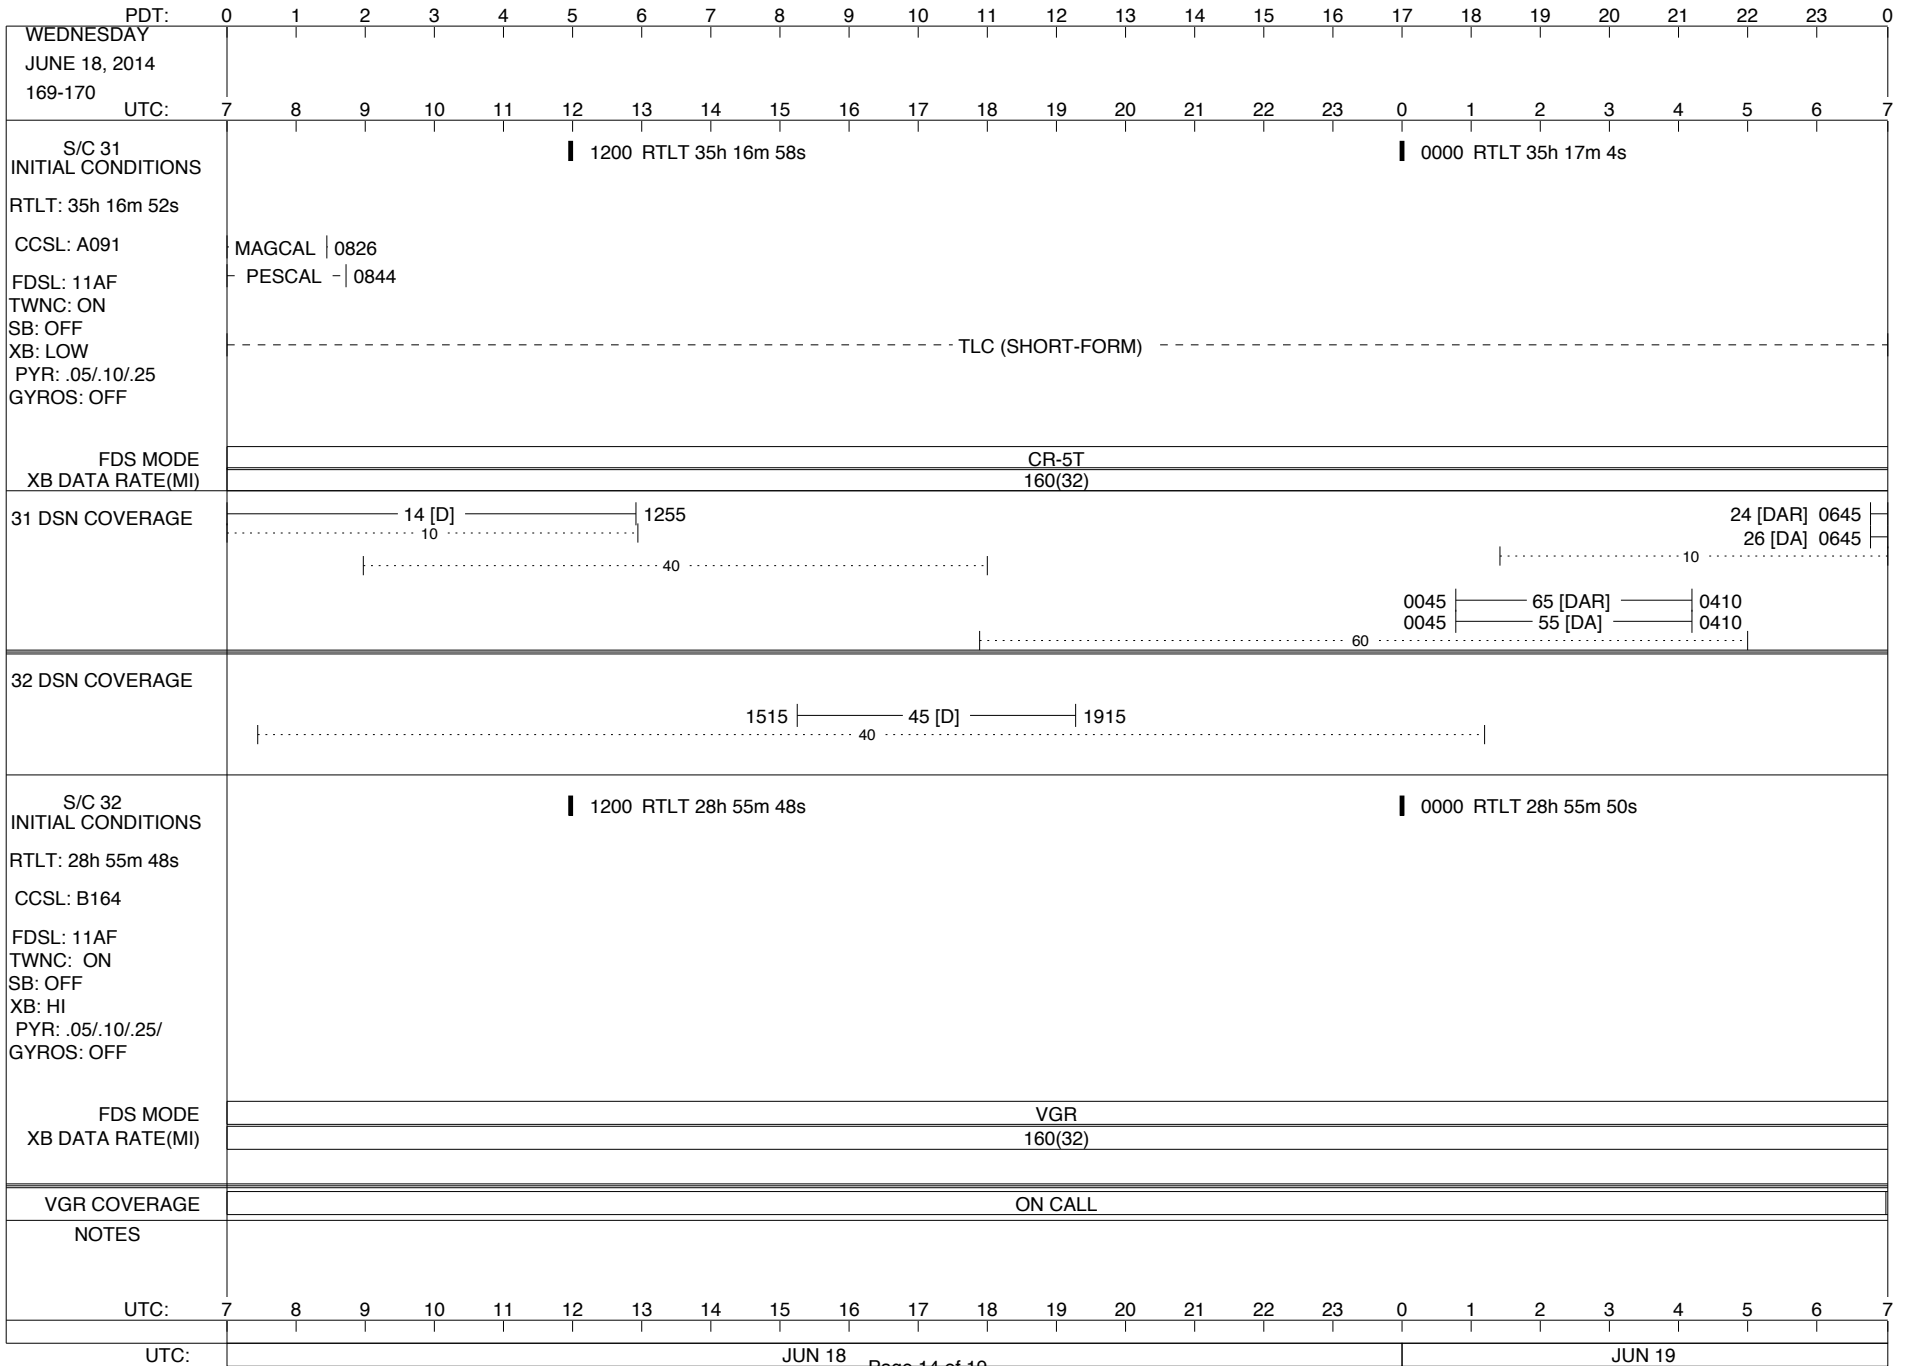 PDT: 0 1 2 3 4 5 6 7 8 9 10 11 12 13 14 15 16 17 18 19 20 21 22 23 0
WEDNESDAY
JUNE 18, 2014
169-170
UTC: 7 8 9 10 11 12 13 14 15 16 17 18 19 20 21 22 23 0 1 2 3 4 5 6 7
S/C 31
INITIAL CONDITIONS
1200 RTLT 35h 16m 58s
0000 RTLT 35h 17m 4s
RTLT: 35h 16m 52s
CCSL: A091
MAGCAL 0826
PESCAL 0844
FDSL: 11AF
TWNC: ON
SB: OFF
XB: LOW
TLC (SHORT-FORM)
PYR: .05/.10/.25
GYROS: OFF
FDS MODE CR-5T
XB DATA RATE(MI) 160(32)
31 DSN COVERAGE
14 [D] 1255
24 [DAR] 0645
10
26 [DA] 0645
10
40
0045 65 [DAR] 0410
0045 55 [DA] 0410
60
32 DSN COVERAGE
1515 45 [D] 1915
40
S/C 32
INITIAL CONDITIONS
1200 RTLT 28h 55m 48s
0000 RTLT 28h 55m 50s
RTLT: 28h 55m 48s
CCSL: B164
FDSL: 11AF
TWNC: ON
SB: OFF
XB: HI
PYR: .05/.10/.25/
GYROS: OFF
FDS MODE VGR
XB DATA RATE(MI) 160(32)
VGR COVERAGE ON CALL
NOTES
UTC: 7 8 9 10 11 12 13 14 15 16 17 18 19 20 21 22 23 0 1 2 3 4 5 6 7
UTC: JUN 18 JUN 19
Page 14 of 19